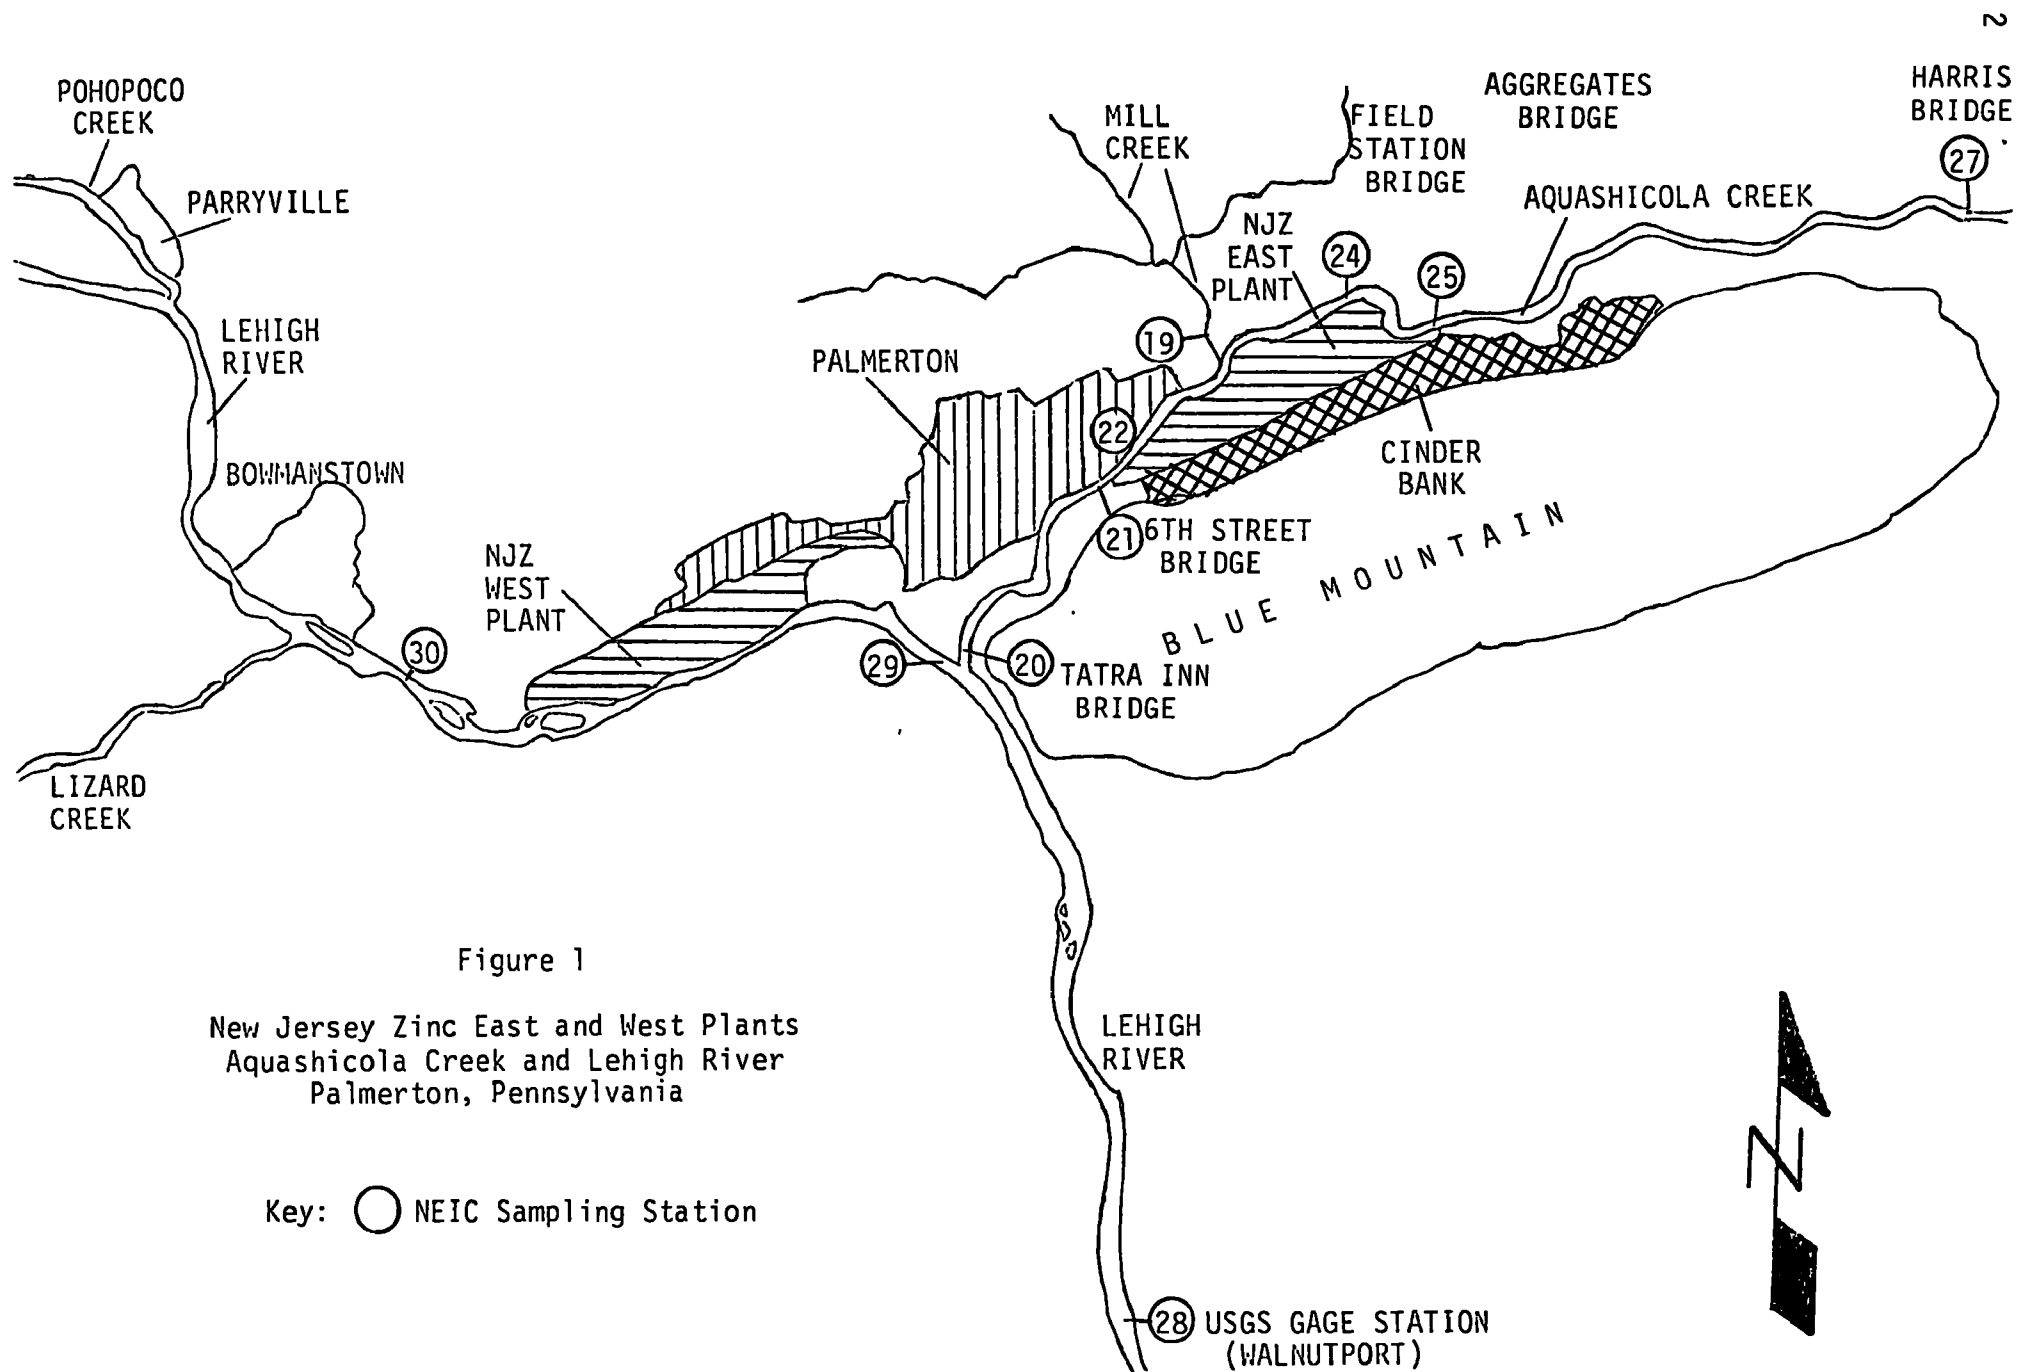 2
POHOPOCO
CREEK
PARRYVILLE
LEHIGH
RIVER
BOWMANSTOWN
MILL
CREEK
FIELD
STATION
BRIDGE
AGGREGATES
BRIDGE
HARRIS
BRIDGE
27
AQUASHICOLA CREEK
NJZ
EAST
PLANT
24
25
19
PALMERTON
22
CINDER
BANK
21
6TH STREET
BRIDGE
BLUE MOUNTAIN
NJZ
WEST
PLANT
30
29
20
TATRA INN
BRIDGE
LIZARD
CREEK
Figure 1
New Jersey Zinc East and West Plants
Aquashicola Creek and Lehigh River
Palmerton, Pennsylvania
LEHIGH
RIVER
N
Key: NEIC Sampling Station
28
USGS GAGE STATION
(WALNUTPORT)